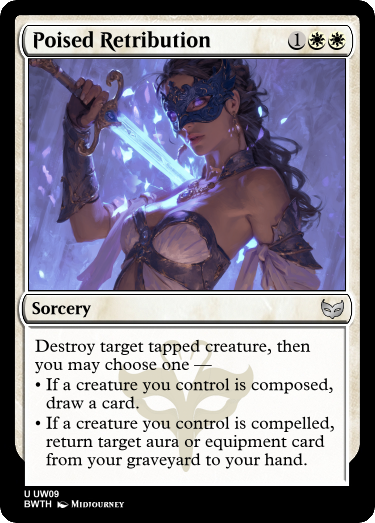 Poised Retribution 1
Sorcery
Destroy target tapped creature, then
you may choose one —
• If a creature you control is composed,
draw a card.
• If a creature you control is compelled,
return target aura or equipment card
from your graveyard to your hand.
U UW09
BWTH Midjourney